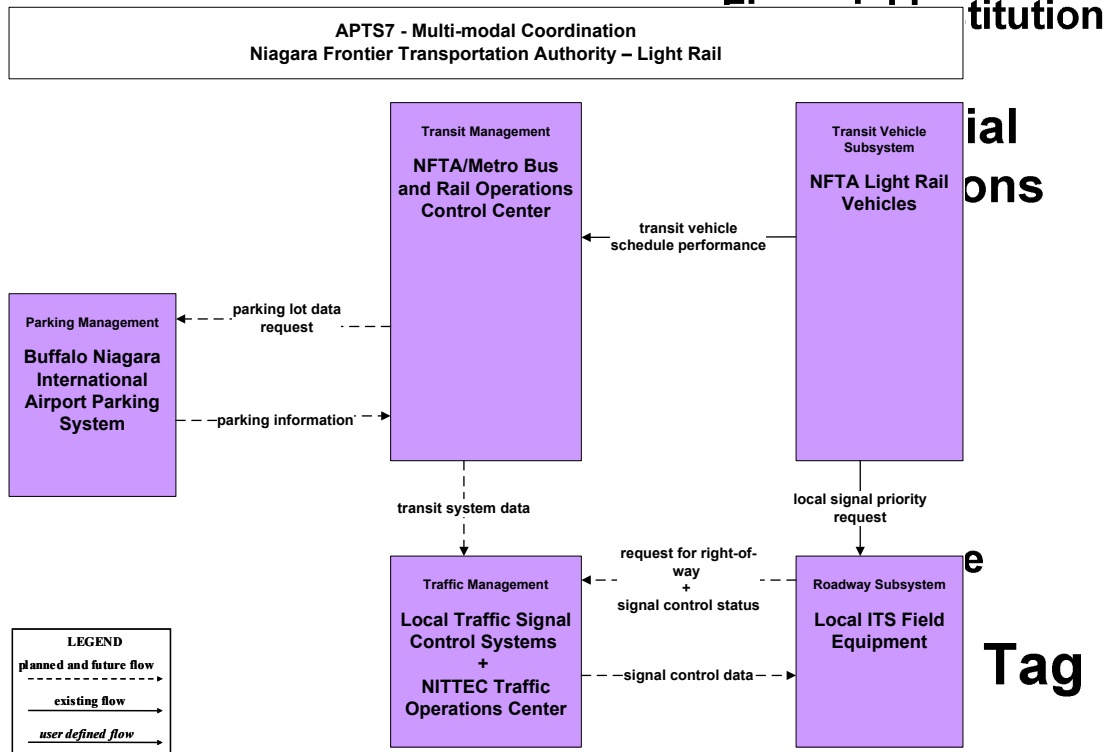 titution
APTS7 - Multi-modal Coordination
Niagara Frontier Transportation Authority – Light Rail
ial
ons
Transit Management
NFTA/Metro Bus
and Rail Operations
Control Center
Transit Vehicle
Subsystem
NFTA Light Rail
Vehicles
transit vehicle
schedule performance
parking lot data
request
Parking Management
Buffalo Niagara
International
Airport Parking
System
parking information
transit system data
local signal priority
request
request for right-of-
way
+
signal control status
e
Traffic Management
Local Traffic Signal
Control Systems
+
NITTEC Traffic
Operations Center
Roadway Subsystem
Local ITS Field
Equipment
signal control data
Tag
LEGEND
planned and future flow
existing flow
user defined flow